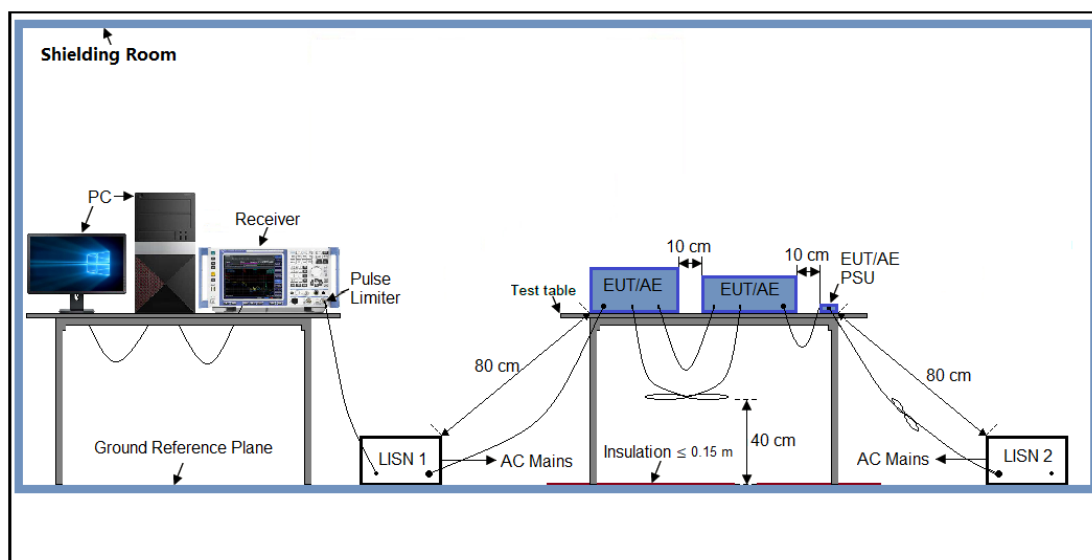 Shielding Room
PC
Receiver
Pulse
Limiter
10 cm
10 cm
EUT/AE
PSU
EUT/AE
EUT/AE
Test table
80 cm
80 cm
40 cm
Ground Reference Plane
LISN 1
AC Mains
Insulation ≤ 0.15 m
AC Mains
LISN 2